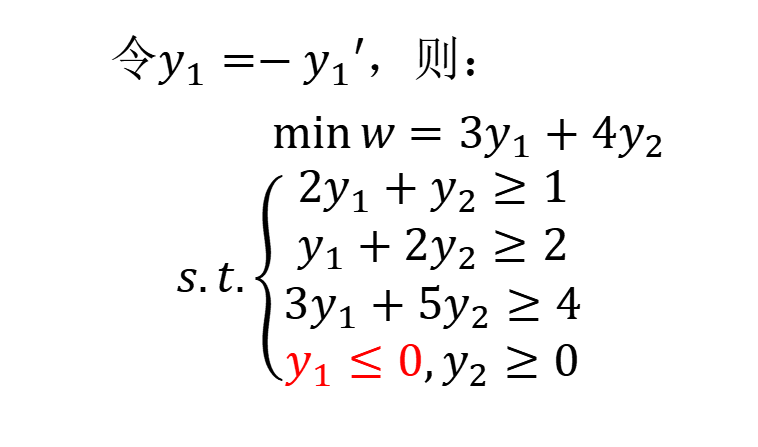 令y₁ =− y₁′，则：
min w = 3y₁ + 4y₂
2y₁ + y₂ ≥ 1
y₁ + 2y₂ ≥ 2
s.t.
3y₁ + 5y₂ ≥ 4
y₁ ≤ 0, y₂ ≥ 0